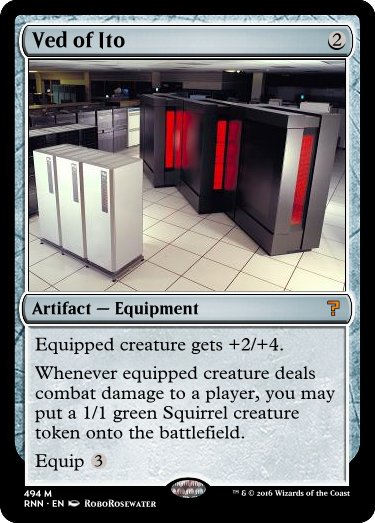 Ved of Ito 2
Artifact — Equipment
Equipped creature gets +2/+4.
Whenever equipped creature deals
combat damage to a player, you may
put a 1/1 green Squirrel creature
token onto the battlefield.
Equip 3
494 M
RNN • EN RoboRosewater
™ & © 2016 Wizards of the Coast